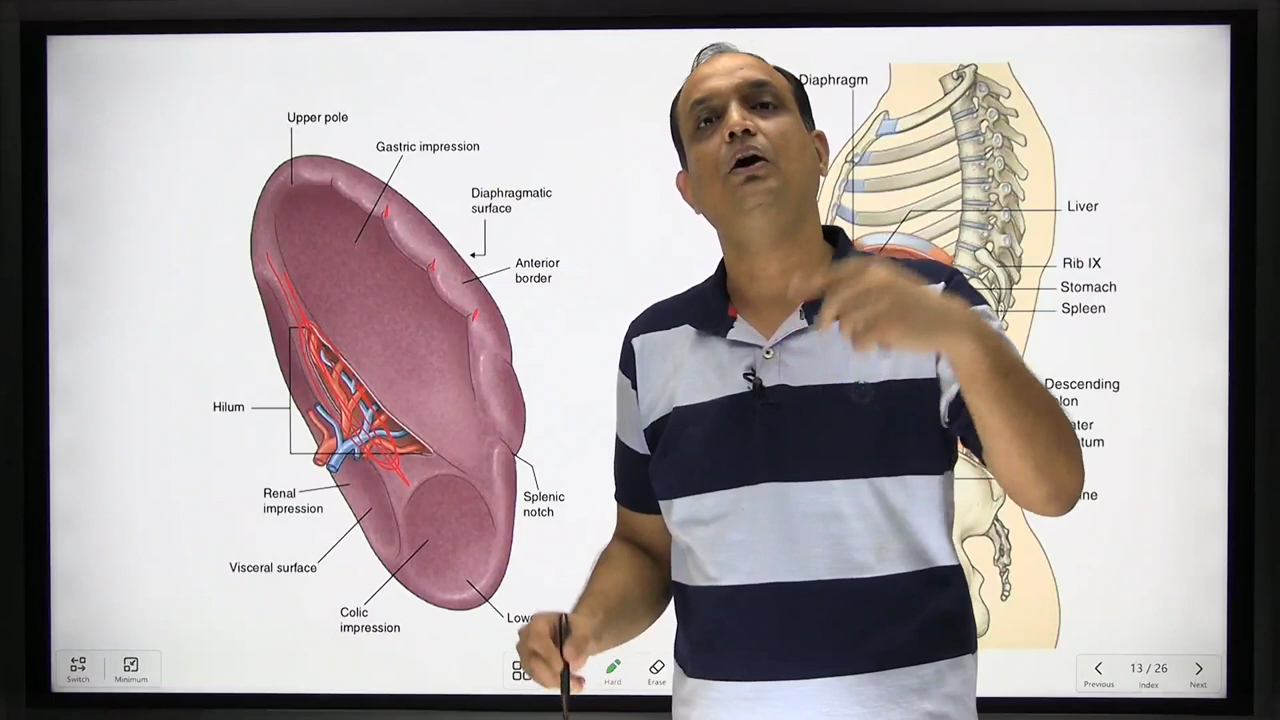 Upper pole
Gastric impression
Diaphragmatic
surface
Anterior
border
Hilum
Renal
impression
Splenic
notch
Visceral surface
Colic
impression
Diaphragm
Liver
Rib IX
Stomach
Spleen
Descending
Switch
Minimum
Hard
Erase
13 / 26
Previous
Index
Next